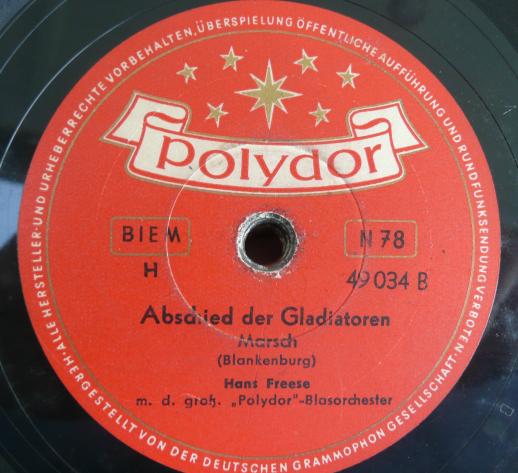 ALLE HERSTELLER- UND URHEBERRECHTE VORBEHALTEN, ÜBERSPIELUNG ÖFFENTLICHE AUFFÜHRUNG UND RUNDFUNKSENDUNG VERBOTEN · HERGESTELLT VON DER DEUTSCHEN GRAMMOPHON GESELLSCHAFT ·
polydor
BIEM
N 78
H
49 034 B
Abschied der Gladiatoren
Marsch
(Blankenburg)
Hans Freese
m. d. groß. „Polydor"-Blasorchester